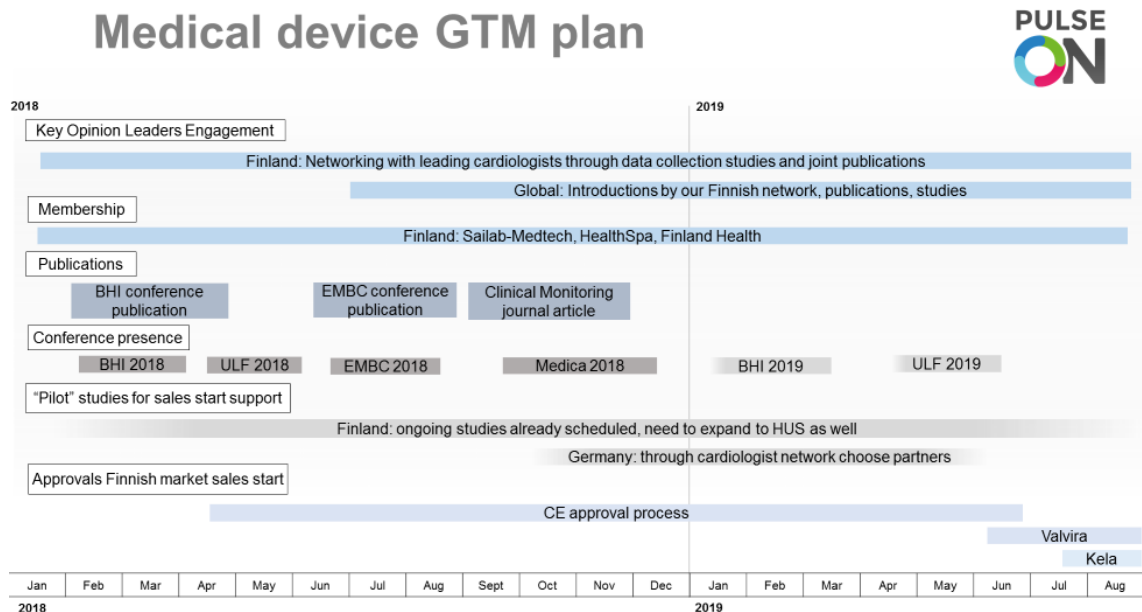 Medical device GTM plan
PULSE
ON
2018
2019
Key Opinion Leaders Engagement
Finland: Networking with leading cardiologists through data collection studies and joint publications
Global: Introductions by our Finnish network, publications, studies
Membership
Finland: Sailab-Medtech, HealthSpa, Finland Health
Publications
BHI conference
publication
EMBC conference
publication
Clinical Monitoring
journal article
Conference presence
BHI 2018
ULF 2018
EMBC 2018
Medica 2018
BHI 2019
ULF 2019
“Pilot” studies for sales start support
Finland: ongoing studies already scheduled, need to expand to HUS as well
Germany: through cardiologist network choose partners
Approvals Finnish market sales start
CE approval process
Valvira
Kela
Jan Feb Mar Apr May Jun Jul Aug Sept Oct Nov Dec Jan Feb Mar Apr May Jun Jul Aug
2018
2019